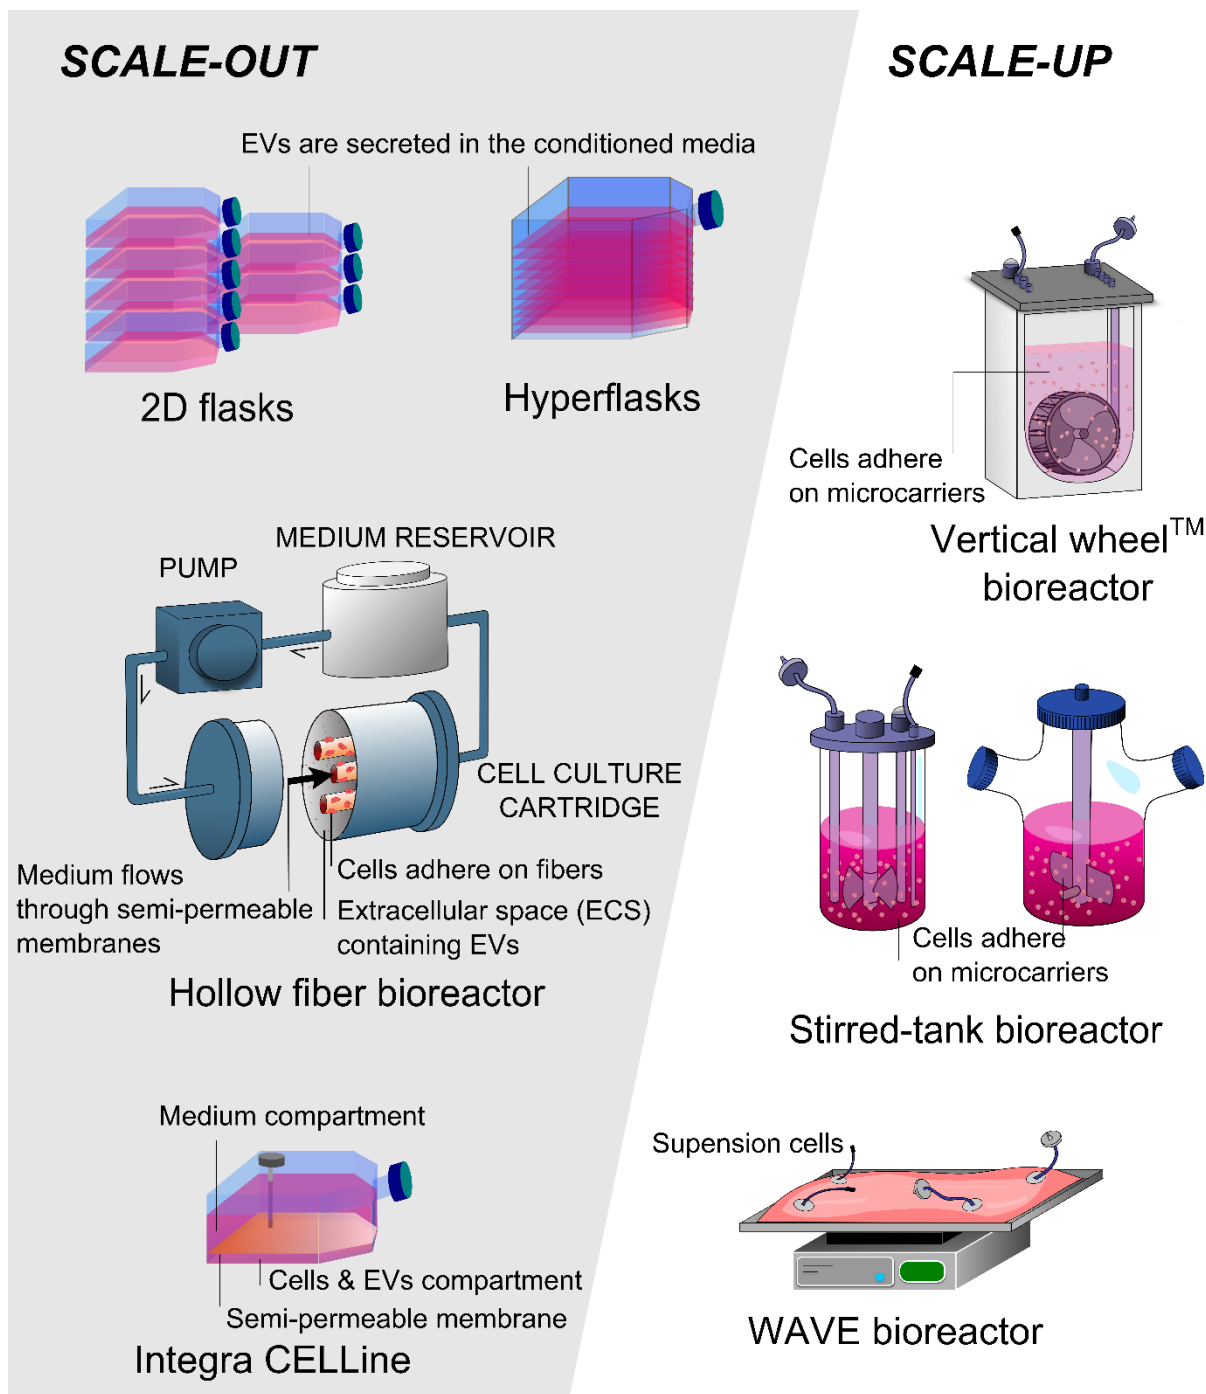 SCALE-OUT
SCALE-UP
EVs are secreted in the conditioned media
2D flasks
Hyperflasks
Cells adhere
on microcarriers
Vertical wheel™
bioreactor
MEDIUM RESERVOIR
PUMP
CELL CULTURE
CARTRIDGE
Medium flows
through semi-permeable
membranes
Cells adhere on fibers
Extracellular space (ECS)
containing EVs
Hollow fiber bioreactor
Cells adhere
on microcarriers
Stirred-tank bioreactor
Medium compartment
Cells & EVs compartment
Semi-permeable membrane
Integra CELLine
Supension cells
WAVE bioreactor